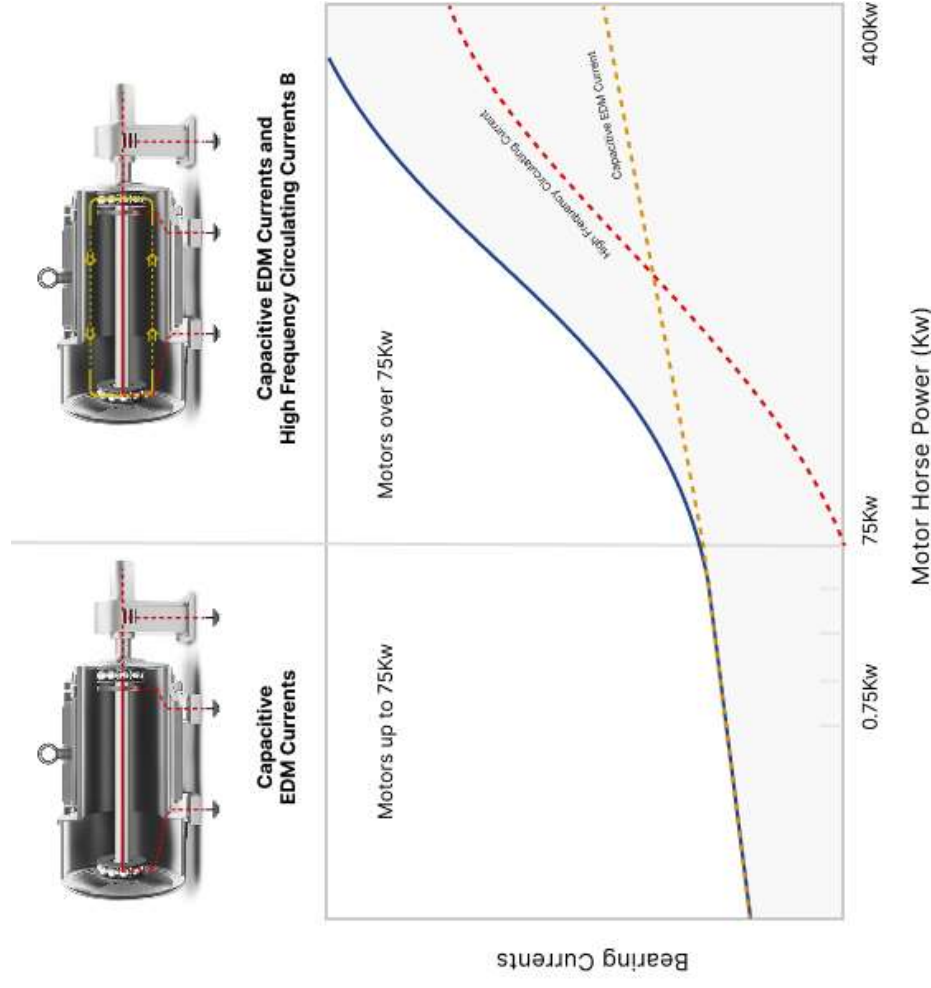 Capacitive
EDM Currents
Capacitive EDM Currents and
High Frequency Circulating Currents B
Motors up to 75Kw
Motors over 75Kw
High Frequency Circulating Current
Capacitive EDM Current
Bearing Currents
0.75Kw
75Kw
400Kw
Motor Horse Power (Kw)